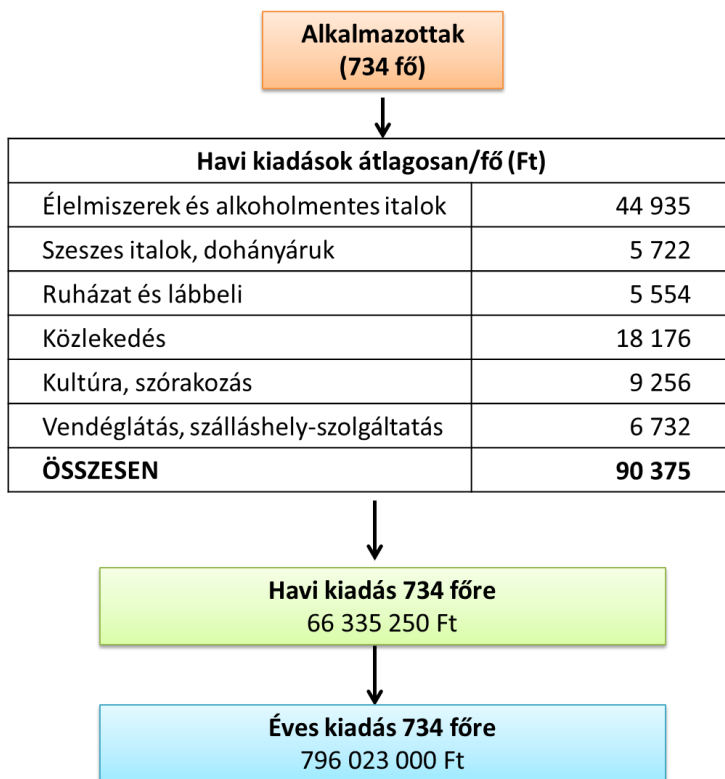 Alkalmazottak
(734 fő)
Havi kiadások átlagosan/fő (Ft)
Élelmiszerek és alkoholmentes italok 44 935
Szeszes italok, dohányáruk 5 722
Ruházat és lábbeli 5 554
Közlekedés 18 176
Kultúra, szórakozás 9 256
Vendéglátás, szálláshely-szolgáltatás 6 732
ÖSSZESEN 90 375
Havi kiadás 734 főre
66 335 250 Ft
Éves kiadás 734 főre
796 023 000 Ft